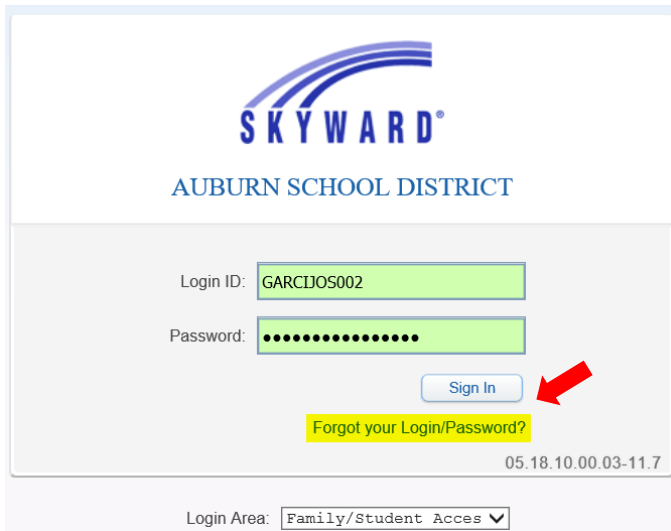 SKYWARD®
AUBURN SCHOOL DISTRICT
Login ID: GARCIJOS002
Password: ●●●●●●●●●●●●●●●●
Sign In
Forgot your Login/Password?
05.18.10.00.03-11.7
Login Area: Family/Student Acces